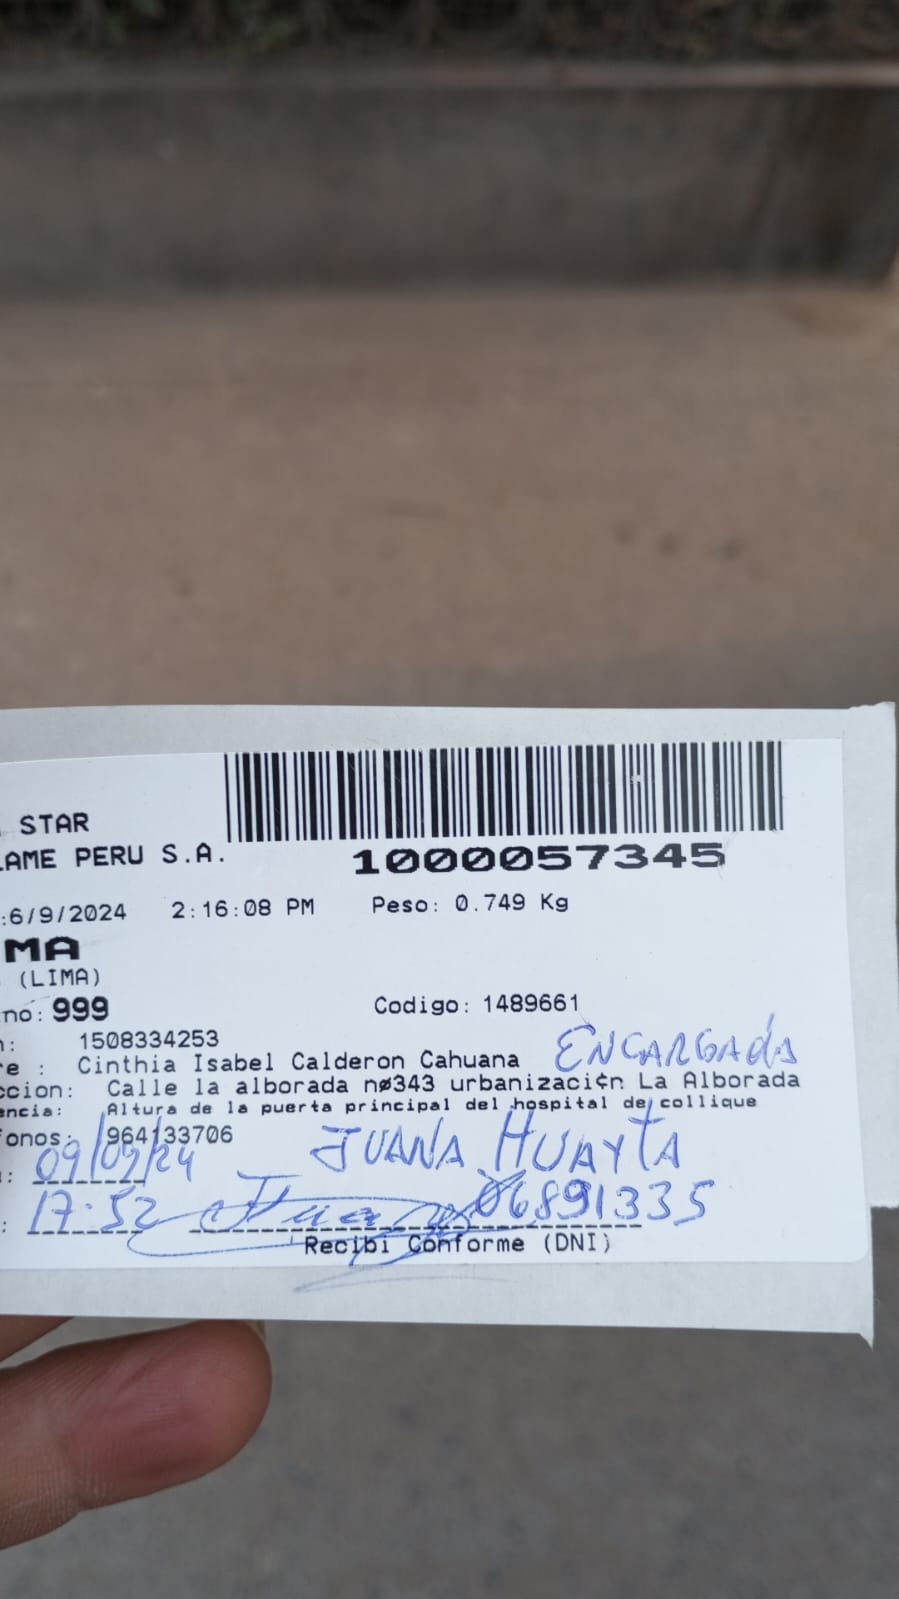 STAR
LAME PERU S.A.
1000057345
:6/9/2024 2:16:08 PM Peso: 0.749 Kg
MA
(LIMA)
no: 999 Codigo: 1489661
: 1508334253
e : Cinthia Isabel Calderon Cahuana ENCARGADA
ccion: Calle la alborada nø343 urbanizaci¢n La Alborada
encia: Altura de la puerta principal del hospital de collique
fonos: 964133706
: 09/09/24 JUANA HUAYTA
: 17:52 06891335
Recibi Conforme (DNI)